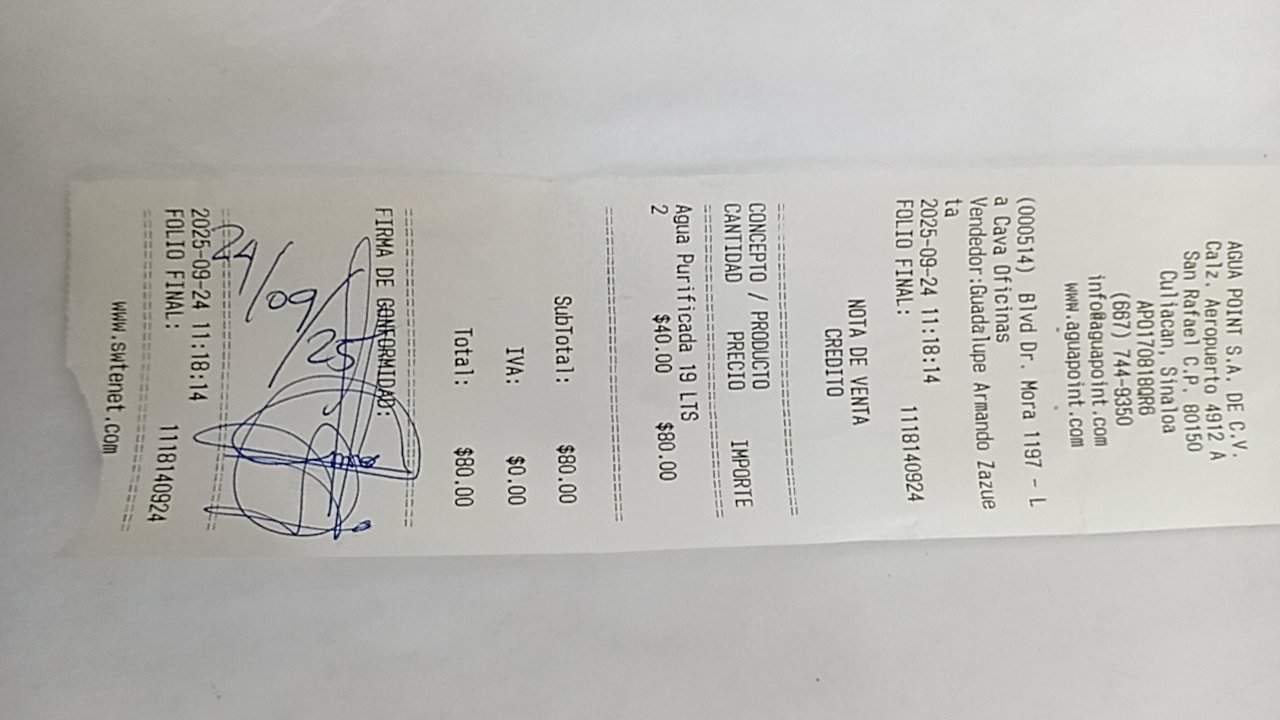 AGUA POINT S.A. DE C.V.
Calz. Aeropuerto 4912 A
San Rafael C.P. 80150
Culiacan, Sinaloa
APO170818QR6
(667) 744-9350
info@aguapoint.com
www.aguapoint.com
NOTA DE VENTA
CREDITO
(000514) Blvd Dr. Mora 1197 - L
a Cava Oficinas
Vendedor:Guadalupe Armando Zazue
ta
2025-09-24 11:18:14
FOLIO FINAL: 1118140924
CONCEPTO / PRODUCTO
CANTIDAD PRECIO IMPORTE
Agua Purificada 19 LTS
2 $40.00 $80.00
SubTotal: $80.00
IVA: $0.00
Total: $80.00
FIRMA DE CONFORMIDAD:
24/09/25
2025-09-24 11:18:14
FOLIO FINAL: 1118140924
www.swtenet.com